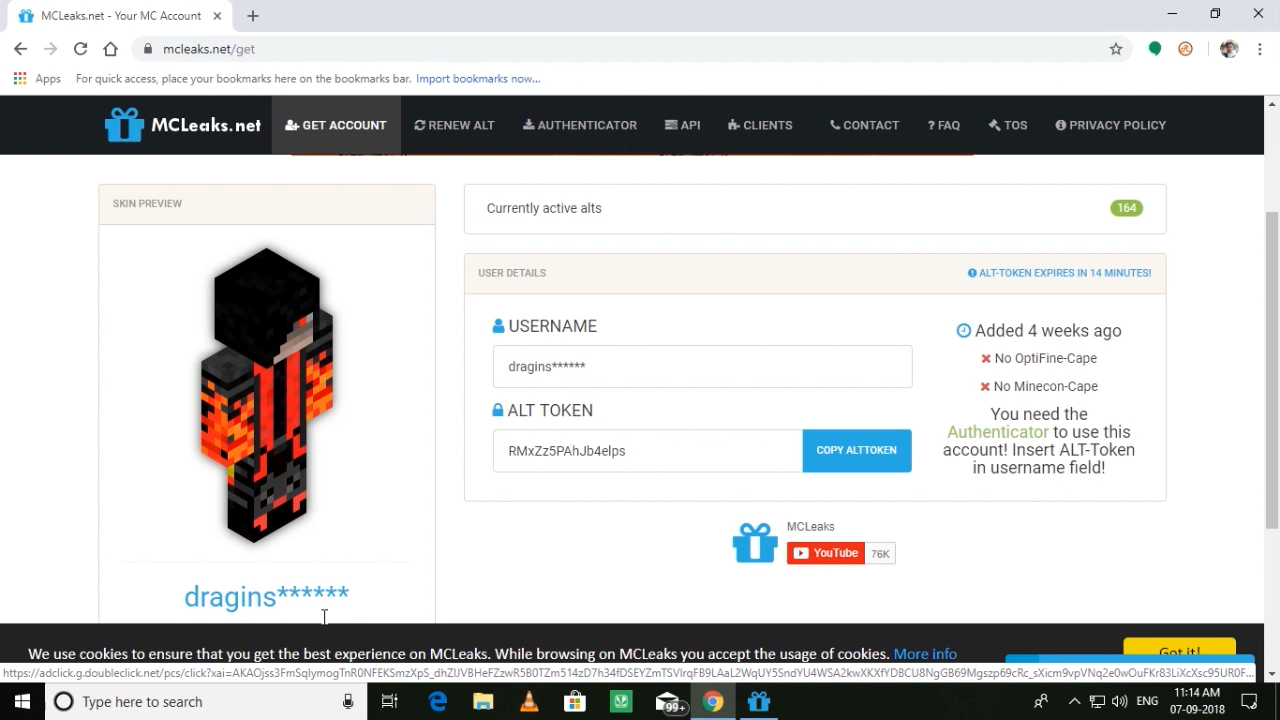 MCLeaks.net - Your MC Account
mcleaks.net/get
Apps
For quick access, place your bookmarks here on the bookmarks bar. Import bookmarks now...
MCLeaks.net
GET ACCOUNT
RENEW ALT
AUTHENTICATOR
API
CLIENTS
CONTACT
? FAQ
TOS
PRIVACY POLICY
SKIN PREVIEW
dragins******
Currently active alts
164
USER DETAILS
ALT-TOKEN EXPIRES IN 14 MINUTES!
USERNAME
dragins******
ALT TOKEN
RMxZz5PAhJb4elps
COPY ALTTOKEN
Added 4 weeks ago
No OptiFine-Cape
No Minecon-Cape
You need the
Authenticator to use this
account! Insert ALT-Token
in username field!
MCLeaks
YouTube
76K
We use cookies to ensure that you get the best experience on MCLeaks. While browsing on MCLeaks you accept the usage of cookies. More info
Got it!
Type here to search
99+
ENG
11:14 AM
07-09-2018